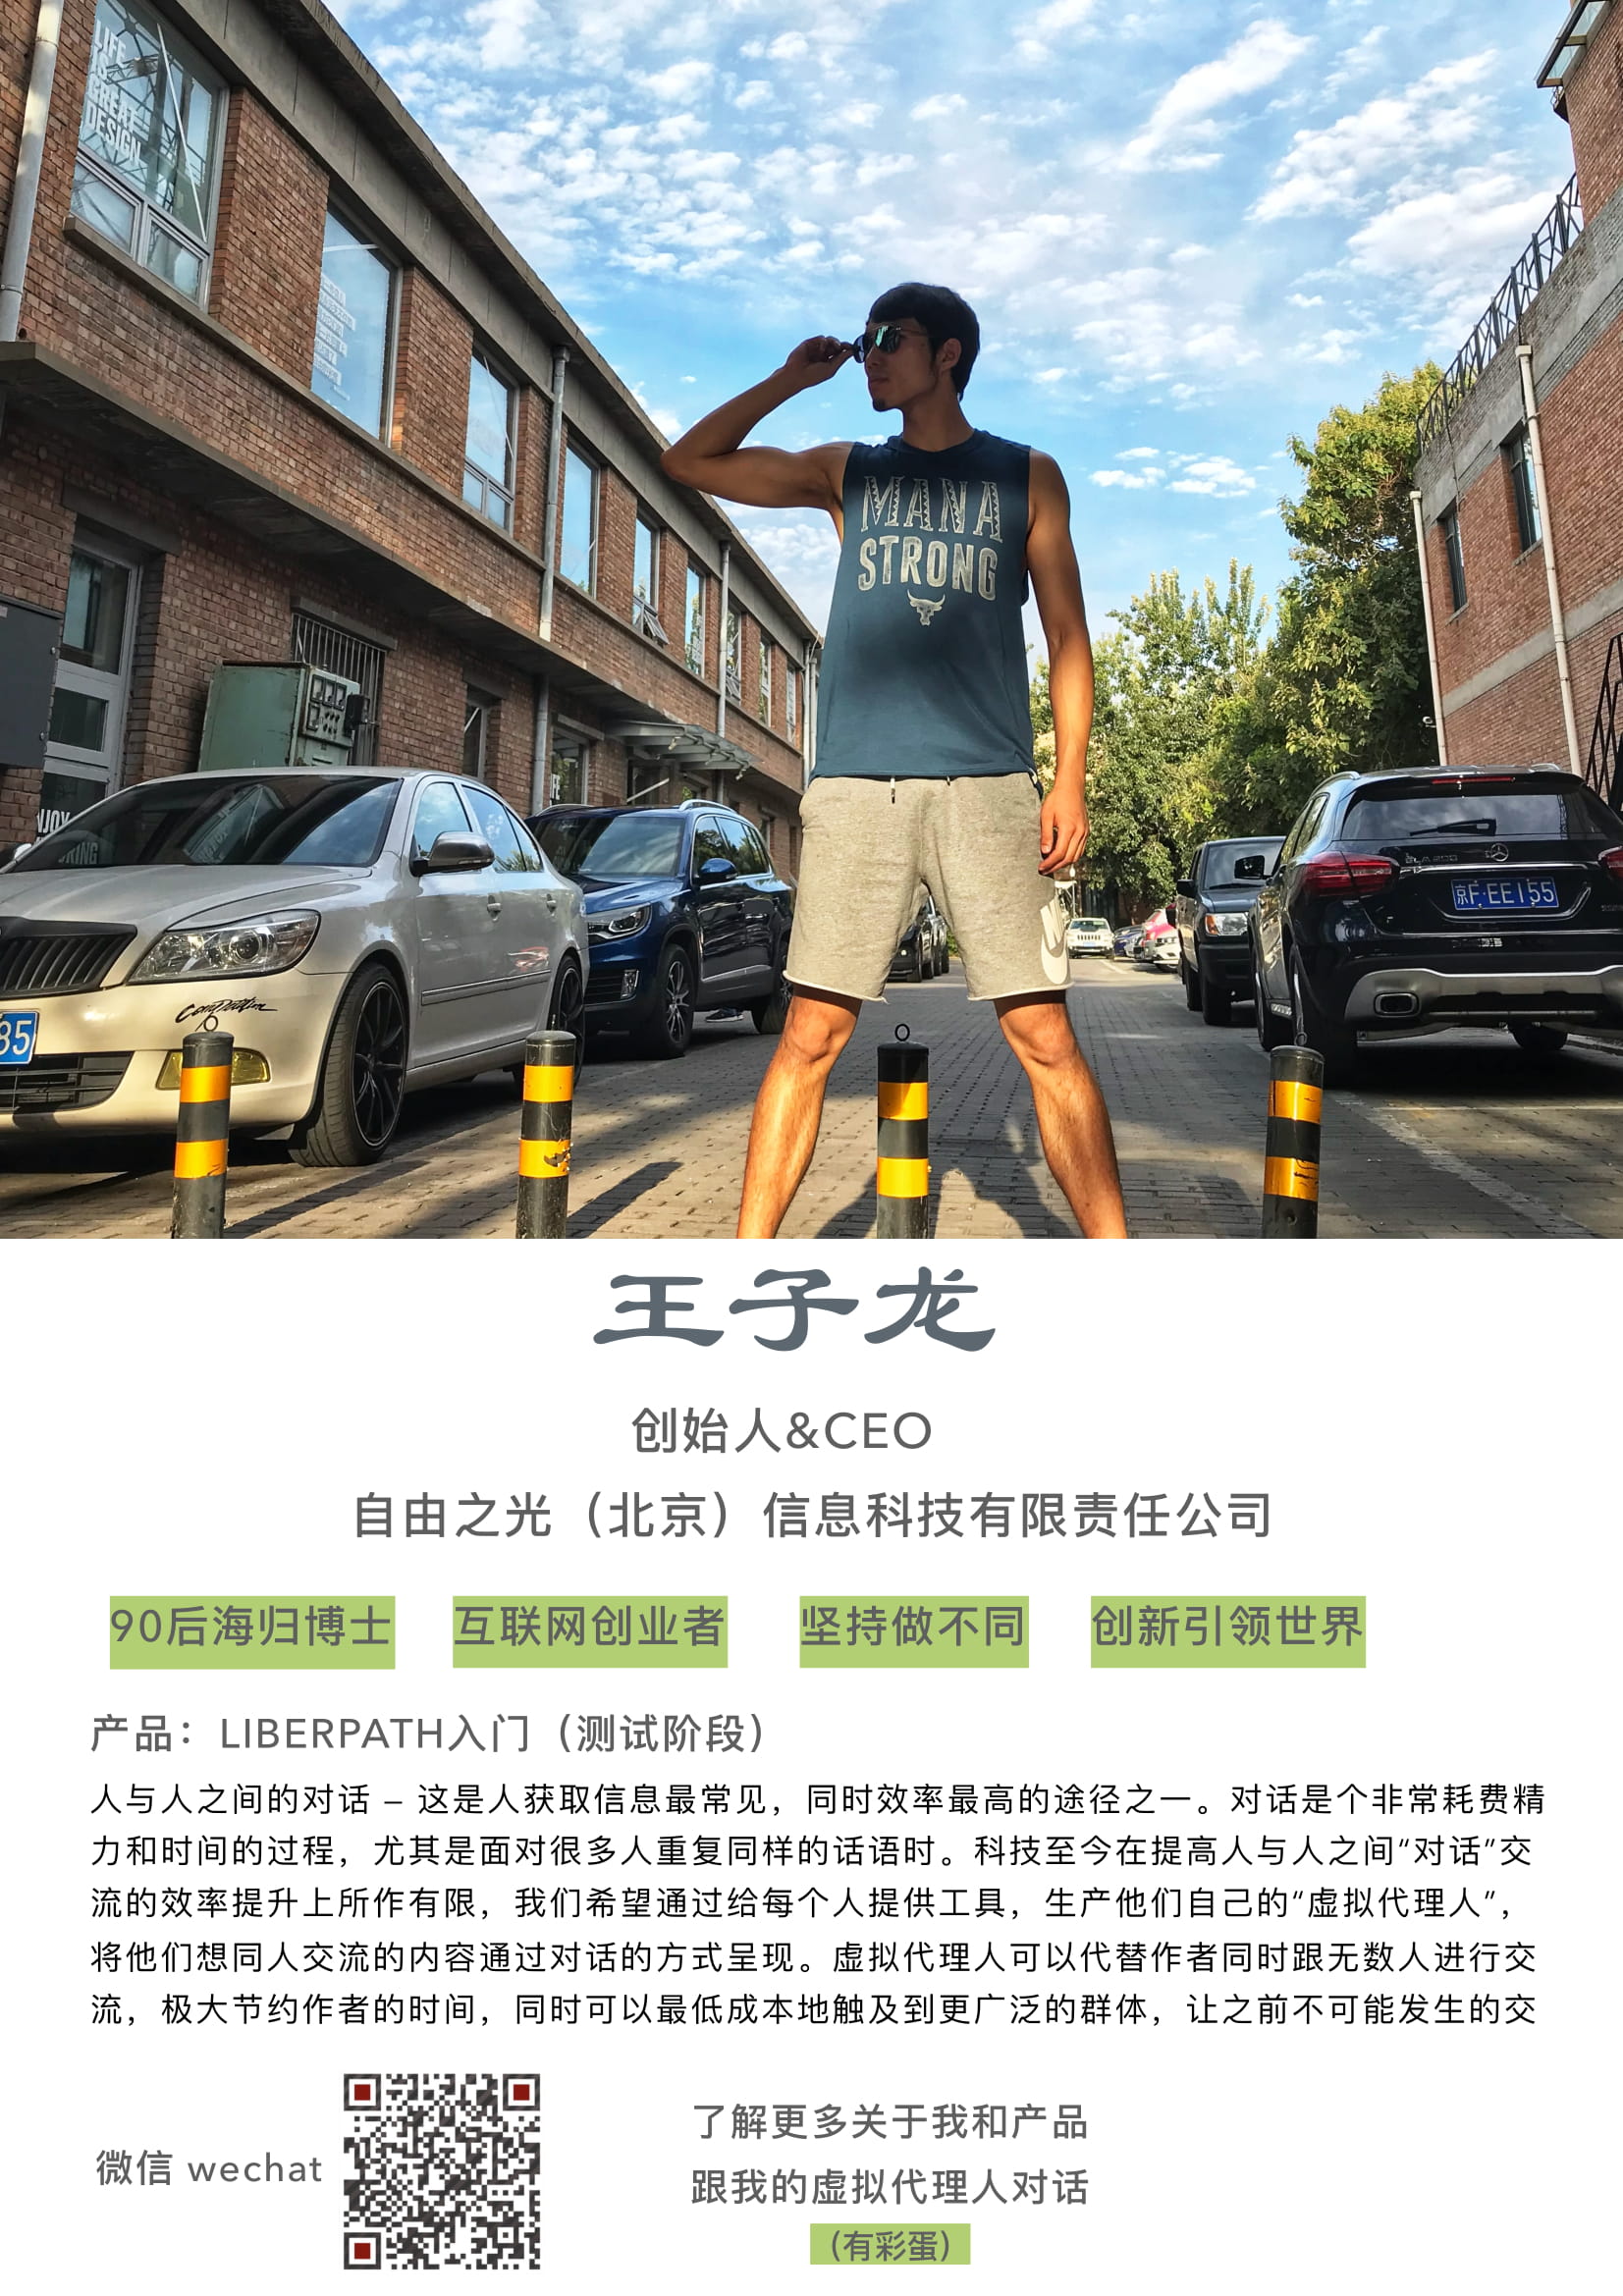 LIFE
IS
GREAT
DESIGN
MANA
STRONG
GLA 200
京F·EE155
85
王子龙
创始人&CEO
自由之光（北京）信息科技有限责任公司
90后海归博士 互联网创业者 坚持做不同 创新引领世界
产品：LIBERPATH入门（测试阶段）
人与人之间的对话 – 这是人获取信息最常见，同时效率最高的途径之一。对话是个非常耗费精
力和时间的过程，尤其是面对很多人重复同样的话语时。科技至今在提高人与人之间“对话”交
流的效率提升上所作有限，我们希望通过给每个人提供工具，生产他们自己的“虚拟代理人”，
将他们想同人交流的内容通过对话的方式呈现。虚拟代理人可以代替作者同时跟无数人进行交
流，极大节约作者的时间，同时可以最低成本地触及到更广泛的群体，让之前不可能发生的交
微信 wechat
了解更多关于我和产品
跟我的虚拟代理人对话
（有彩蛋）